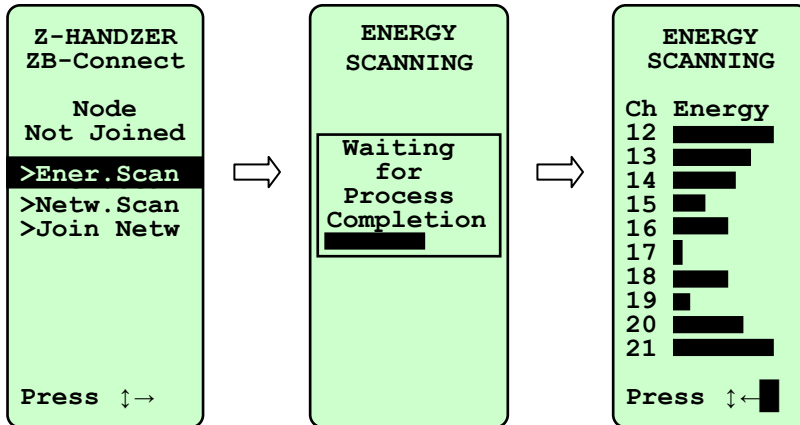 Z-HANDZER
ZB-Connect
Node
Not Joined
>Ener.Scan
>Netw.Scan
>Join Netw
Press ↕→
ENERGY
SCANNING
Waiting
for
Process
Completion
ENERGY
SCANNING
Ch Energy
12
13
14
15
16
17
18
19
20
21
Press ↕←